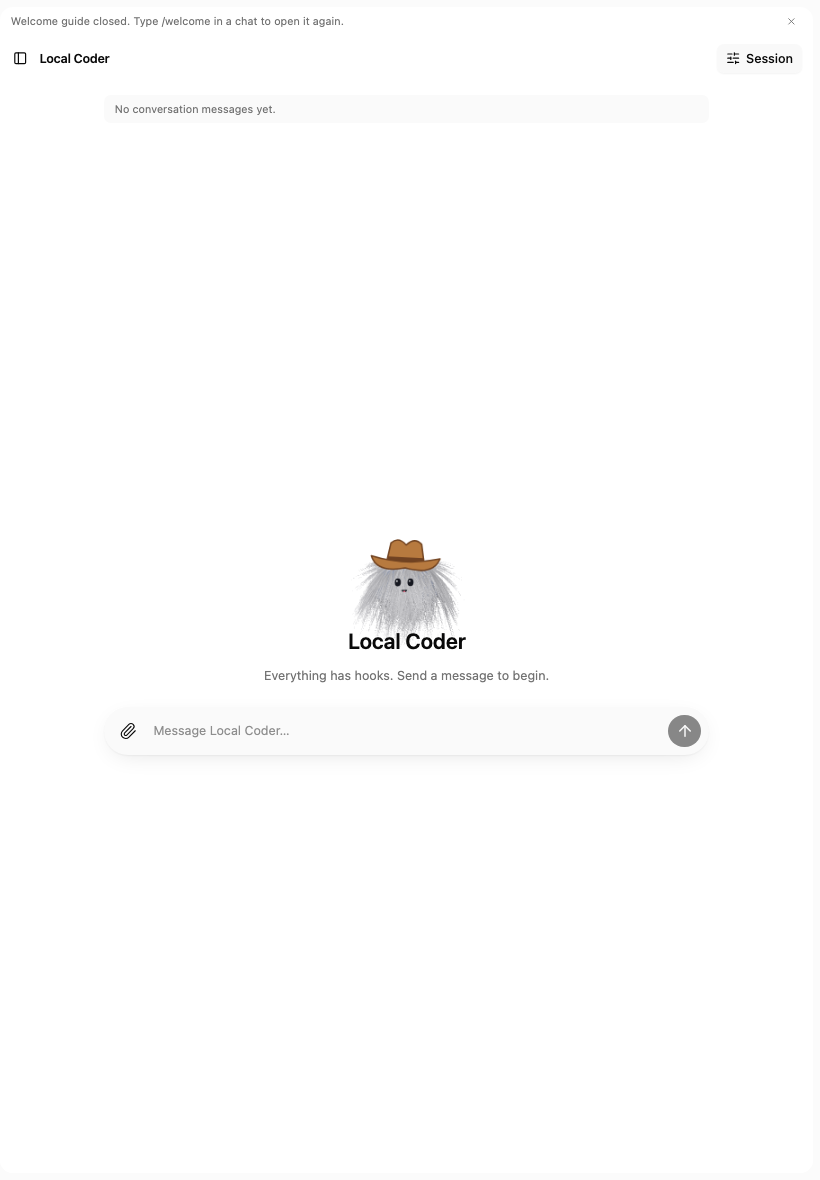 Welcome guide closed. Type /welcome in a chat to open it again.
Local Coder
Session
No conversation messages yet.
Local Coder
Everything has hooks. Send a message to begin.
Message Local Coder...